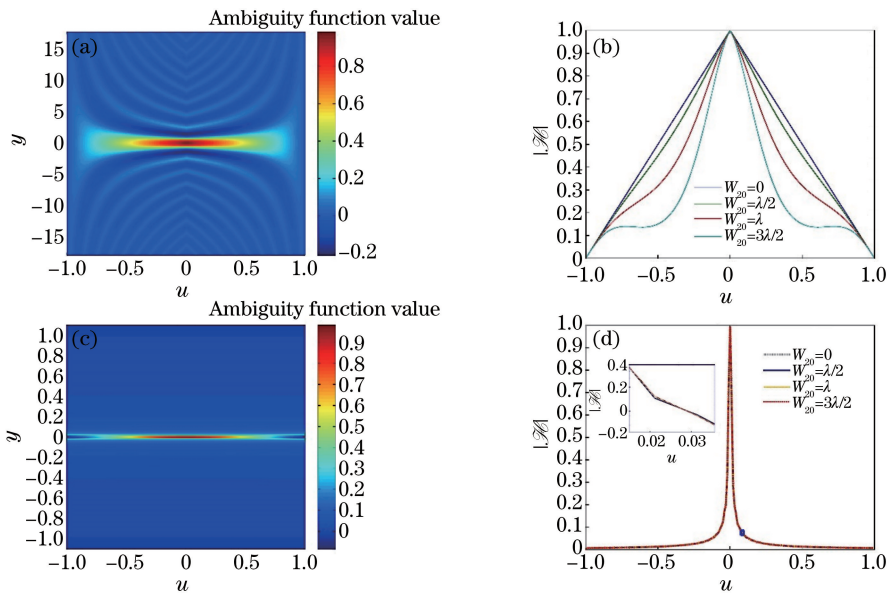 Ambiguity function value
(a)
15
10
5
0
−5
−10
−15
y
−1.0 −0.5 0 0.5 1.0
u
0.8
0.6
0.4
0.2
0
−0.2
(b)
1.0
0.9
0.8
0.7
0.6
0.5
0.4
0.3
0.2
0.1
0
|ℋ|
W20=0
W20=λ/2
W20=λ
W20=3λ/2
−1.0 −0.5 0 0.5 1.0
u
Ambiguity function value
(c)
1.0
0.8
0.6
0.4
0.2
0
−0.2
−0.4
−0.6
−0.8
−1.0
y
−1.0 −0.5 0 0.5 1.0
u
0.9
0.8
0.7
0.6
0.5
0.4
0.3
0.2
0.1
0
(d)
1.0
0.9
0.8
0.7
0.6
0.5
0.4
0.3
0.2
0.1
0
|ℋ|
0.4
0.2
0
−0.2
|ℋ|
0.02 0.03
u
W20=0
W20=λ/2
W20=λ
W20=3λ/2
−1.0 −0.5 0 0.5 1.0
u